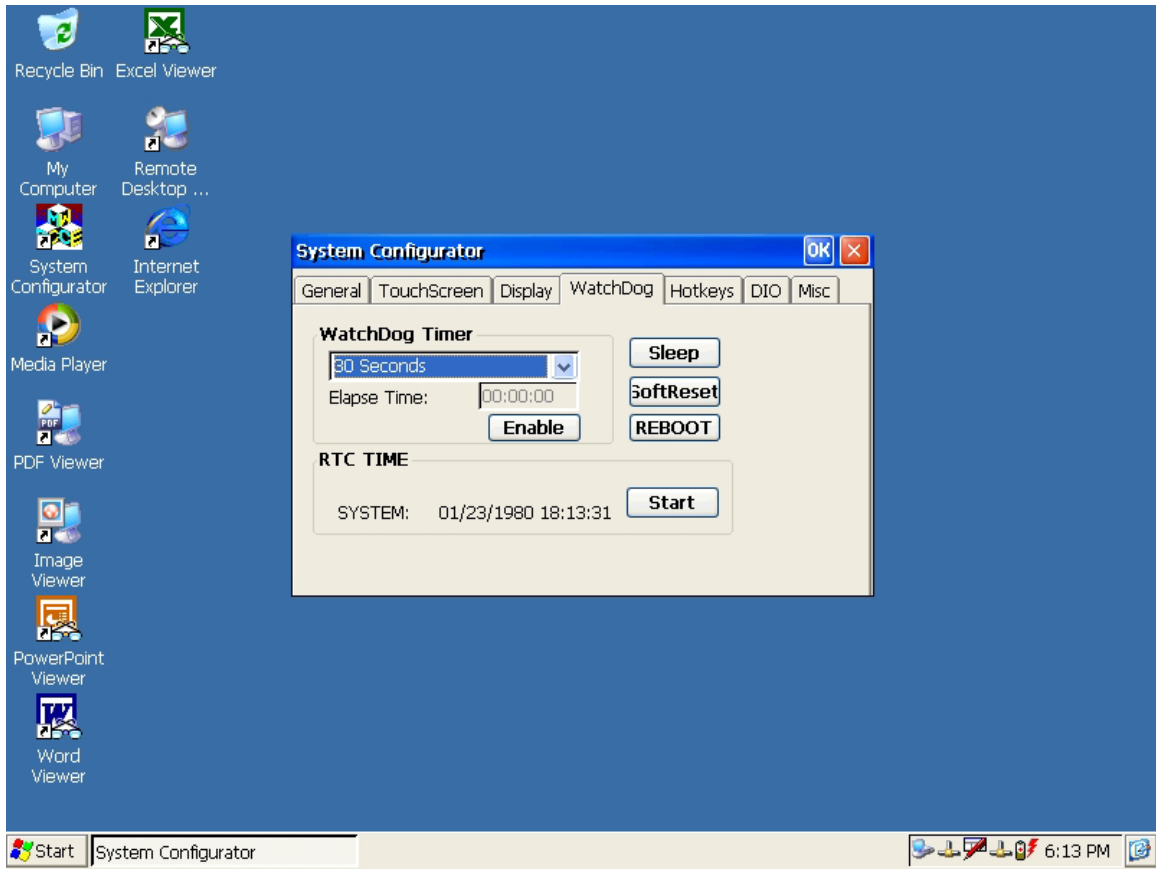 Recycle Bin Excel Viewer
My Computer
Remote Desktop ...
System Configurator
Internet Explorer
Media Player
PDF Viewer
Image Viewer
PowerPoint Viewer
Word Viewer
System Configurator OK
General TouchScreen Display WatchDog Hotkeys DIO Misc
WatchDog Timer
30 Seconds
Elapse Time: 00:00:00
Enable
Sleep
SoftReset
REBOOT
RTC TIME
SYSTEM: 01/23/1980 18:13:31 Start
Start System Configurator 6:13 PM